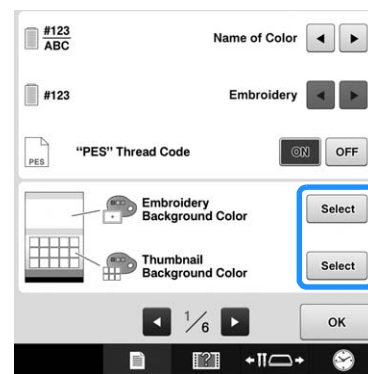 #123
ABC
Name of Color
#123
Embroidery
PES
"PES" Thread Code
ON
OFF
Embroidery
Background Color
Select
Thumbnail
Background Color
Select
1/6
OK